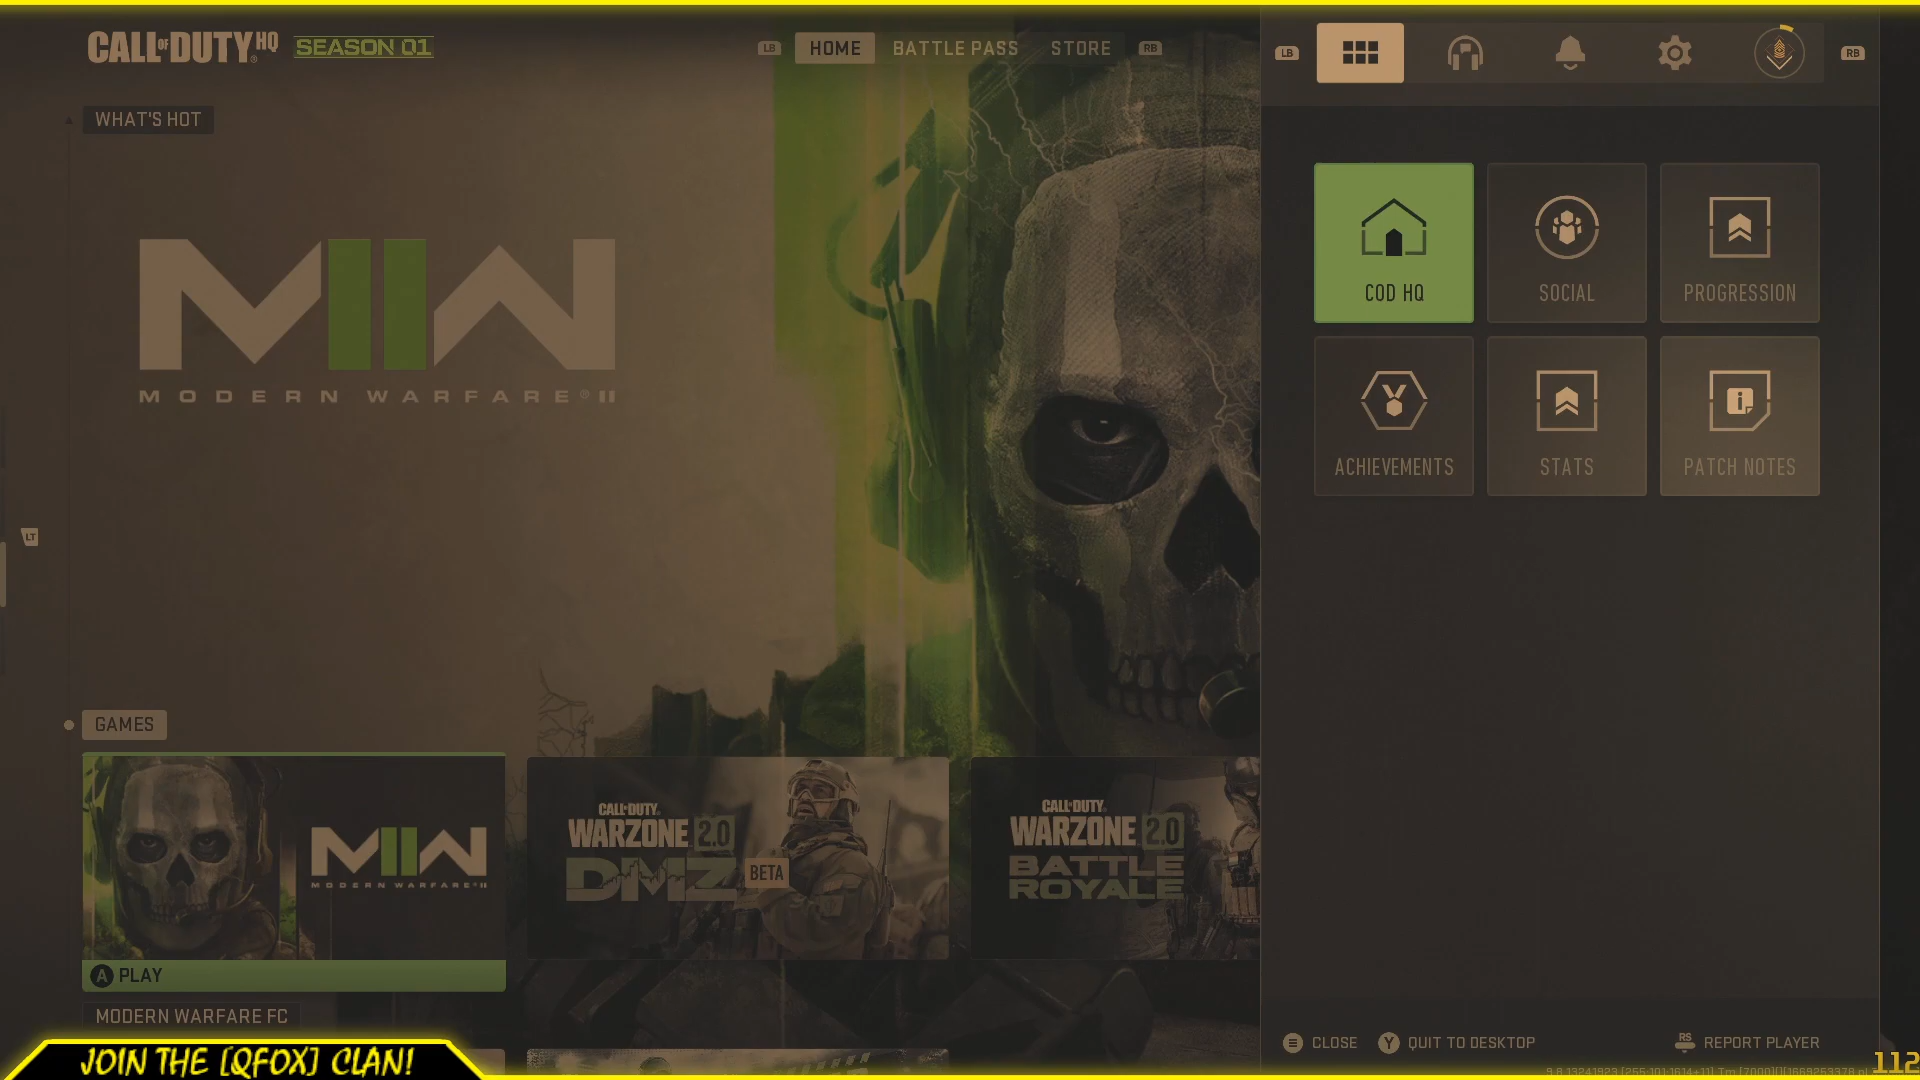 CALL OF DUTY HQ SEASON 01
LB HOME BATTLE PASS STORE RB
LB RB
WHAT'S HOT
MW
MODERN WARFARE® II
COD HQ SOCIAL PROGRESSION
ACHIEVEMENTS STATS PATCH NOTES
LT
GAMES
MW
MODERN WARFARE® II
CALL OF DUTY
WARZONE 2.0
DMZ BETA
CALL OF DUTY
WARZONE 2.0
BATTLE
ROYALE
A PLAY
MODERN WARFARE FC
JOIN THE [QFOX] CLAN!
CLOSE Y QUIT TO DESKTOP RS REPORT PLAYER
112